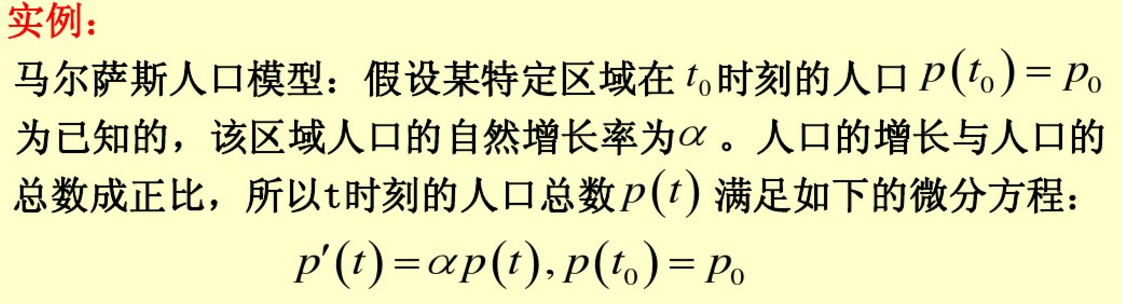 实例：
马尔萨斯人口模型：假设某特定区域在 t₀时刻的人口 p(t₀) = p₀
为已知的，该区域人口的自然增长率为α 。人口的增长与人口的
总数成正比，所以t时刻的人口总数p(t) 满足如下的微分方程：
p′(t) = αp(t), p(t₀) = p₀